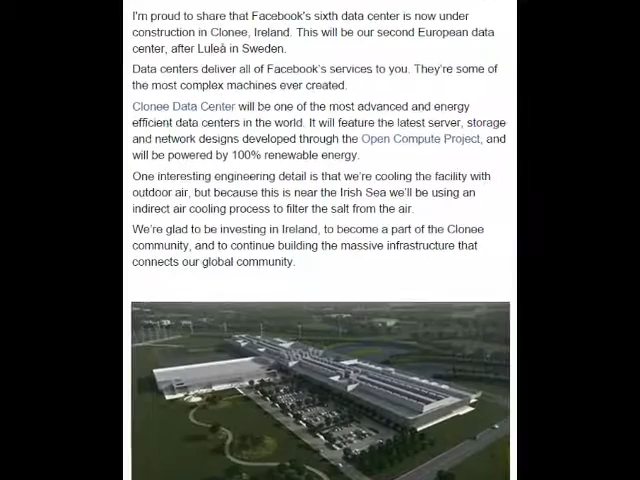 I'm proud to share that Facebook's sixth data center is now under
construction in Clonee, Ireland. This will be our second European data
center, after Luleå in Sweden.
Data centers deliver all of Facebook's services to you. They're some of
the most complex machines ever created.
Clonee Data Center will be one of the most advanced and energy
efficient data centers in the world. It will feature the latest server, storage
and network designs developed through the Open Compute Project, and
will be powered by 100% renewable energy.
One interesting engineering detail is that we're cooling the facility with
outdoor air, but because this is near the Irish Sea we'll be using an
indirect air cooling process to filter the salt from the air.
We're glad to be investing in Ireland, to become a part of the Clonee
community, and to continue building the massive infrastructure that
connects our global community.